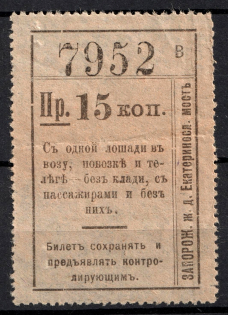 7952
В
Пр. 15 коп.
Съ одной лошади въ
возу, повозкѣ и те-
лѣгѣ—безъ клади, съ
пассажирами и безъ
нихъ.
Билетъ сохранять и
предъявлять контро-
лирующимъ.
ЗАВОРОЖ. ж. д. Екатериносл. мостъ